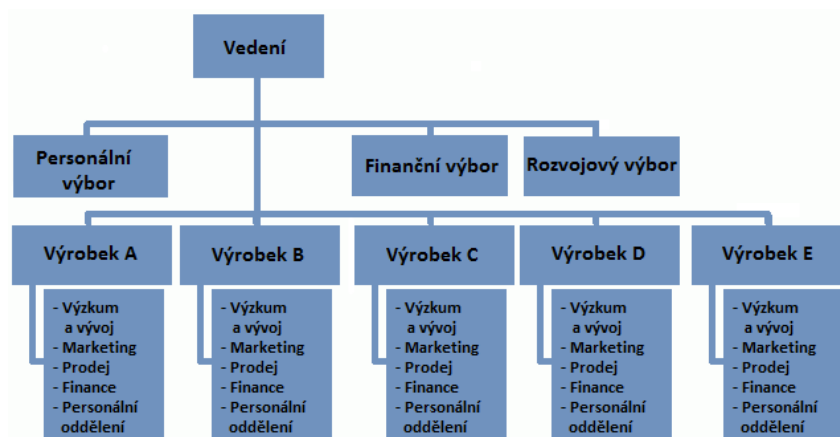 Vedení
Personální
výbor
Finanční výbor
Rozvojový výbor
Výrobek A
Výrobek B
Výrobek C
Výrobek D
Výrobek E
- Výzkum
a vývoj
- Marketing
- Prodej
- Finance
- Personální
oddělení
- Výzkum
a vývoj
- Marketing
- Prodej
- Finance
- Personální
oddělení
- Výzkum
a vývoj
- Marketing
- Prodej
- Finance
- Personální
oddělení
- Výzkum
a vývoj
- Marketing
- Prodej
- Finance
- Personální
oddělení
- Výzkum
a vývoj
- Marketing
- Prodej
- Finance
- Personální
oddělení